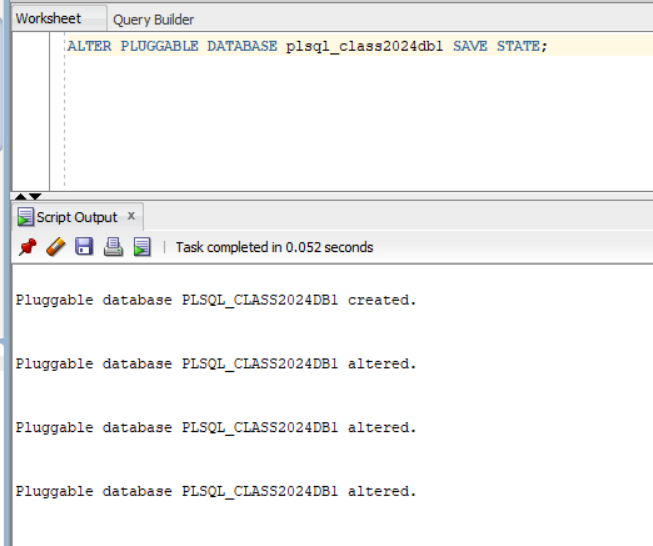 Worksheet Query Builder
ALTER PLUGGABLE DATABASE plsql_class2024db1 SAVE STATE;
Script Output x
Task completed in 0.052 seconds
Pluggable database PLSQL_CLASS2024DB1 created.
Pluggable database PLSQL_CLASS2024DB1 altered.
Pluggable database PLSQL_CLASS2024DB1 altered.
Pluggable database PLSQL_CLASS2024DB1 altered.